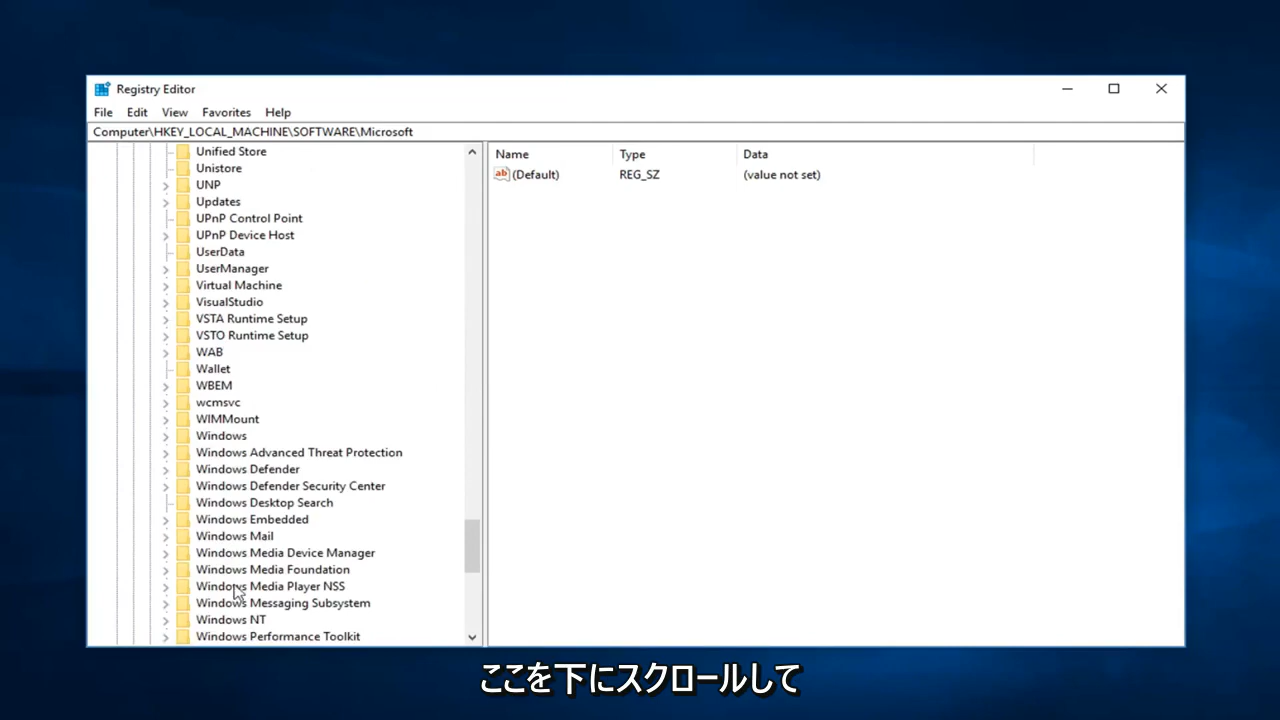 Registry Editor
File Edit View Favorites Help
Computer\HKEY_LOCAL_MACHINE\SOFTWARE\Microsoft
Unified Store
Unistore
UNP
Updates
UPnP Control Point
UPnP Device Host
UserData
UserManager
Virtual Machine
VisualStudio
VSTA Runtime Setup
VSTO Runtime Setup
WAB
Wallet
WBEM
wcmsvc
WIMMount
Windows
Windows Advanced Threat Protection
Windows Defender
Windows Defender Security Center
Windows Desktop Search
Windows Embedded
Windows Mail
Windows Media Device Manager
Windows Media Foundation
Windows Media Player NSS
Windows Messaging Subsystem
Windows NT
Windows Performance Toolkit
Name Type Data
ab (Default) REG_SZ (value not set)
ここを下にスクロールして